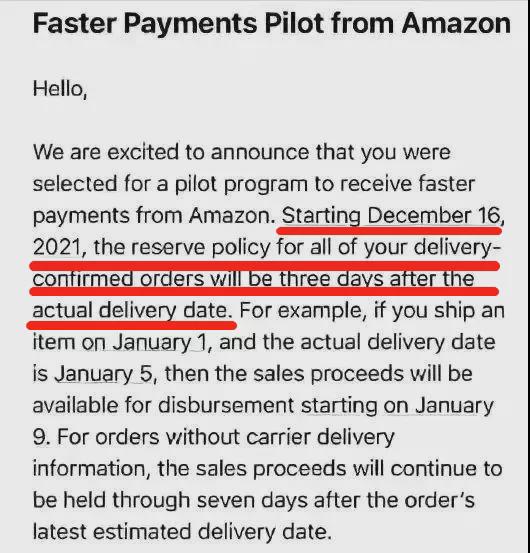 Faster Payments Pilot from Amazon
Hello,
We are excited to announce that you were
selected for a pilot program to receive faster
payments from Amazon. Starting December 16,
2021, the reserve policy for all of your delivery-
confirmed orders will be three days after the
actual delivery date. For example, if you ship an
item on January 1, and the actual delivery date
is January 5, then the sales proceeds will be
available for disbursement starting on January
9. For orders without carrier delivery
information, the sales proceeds will continue to
be held through seven days after the order's
latest estimated delivery date.